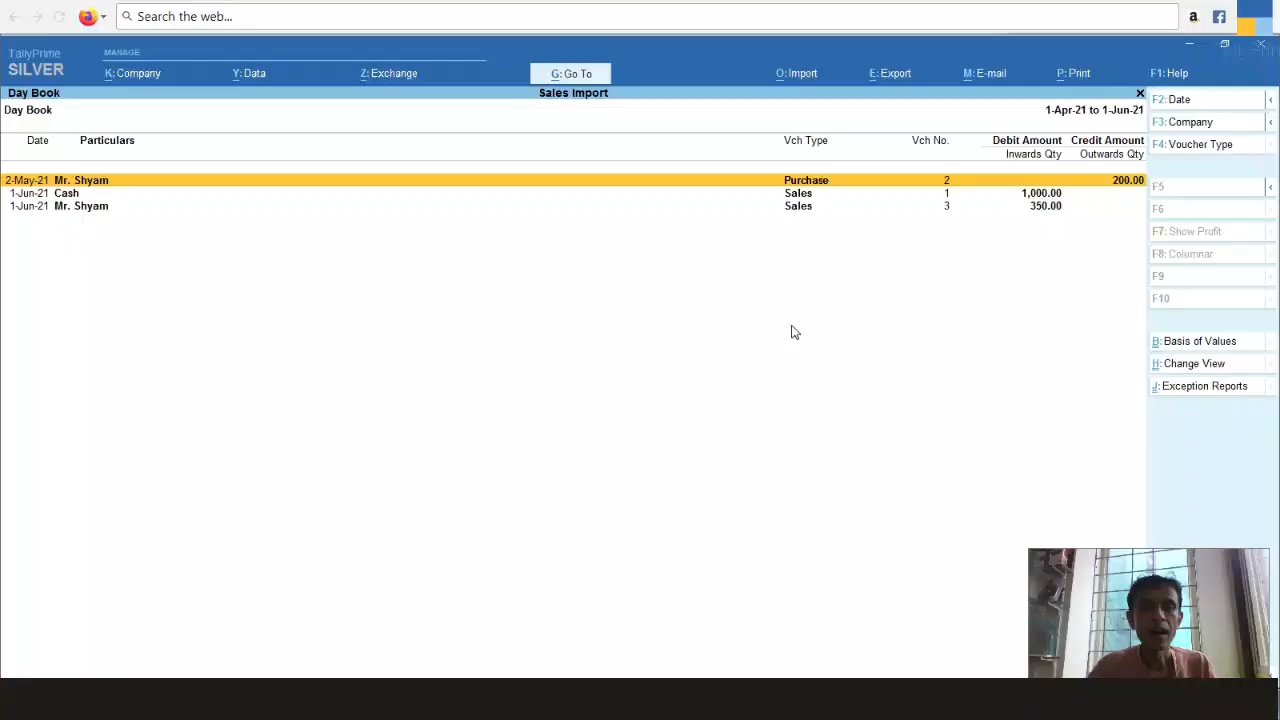 Search the web...
a
TallyPrime
SILVER
MANAGE
K: Company Y: Data Z: Exchange G: Go To O: Import E: Export M: E-mail P: Print F1: Help
Day Book Sales Import
Day Book 1-Apr-21 to 1-Jun-21
Date Particulars Vch Type Vch No. Debit Amount Credit Amount
Inwards Qty Outwards Qty
2-May-21 Mr. Shyam Purchase 2 200.00
1-Jun-21 Cash Sales 1 1,000.00
1-Jun-21 Mr. Shyam Sales 3 350.00
F2: Date
F3: Company
F4: Voucher Type
F5
F6
F7: Show Profit
F8: Columnar
F9
F10
B: Basis of Values
H: Change View
J: Exception Reports